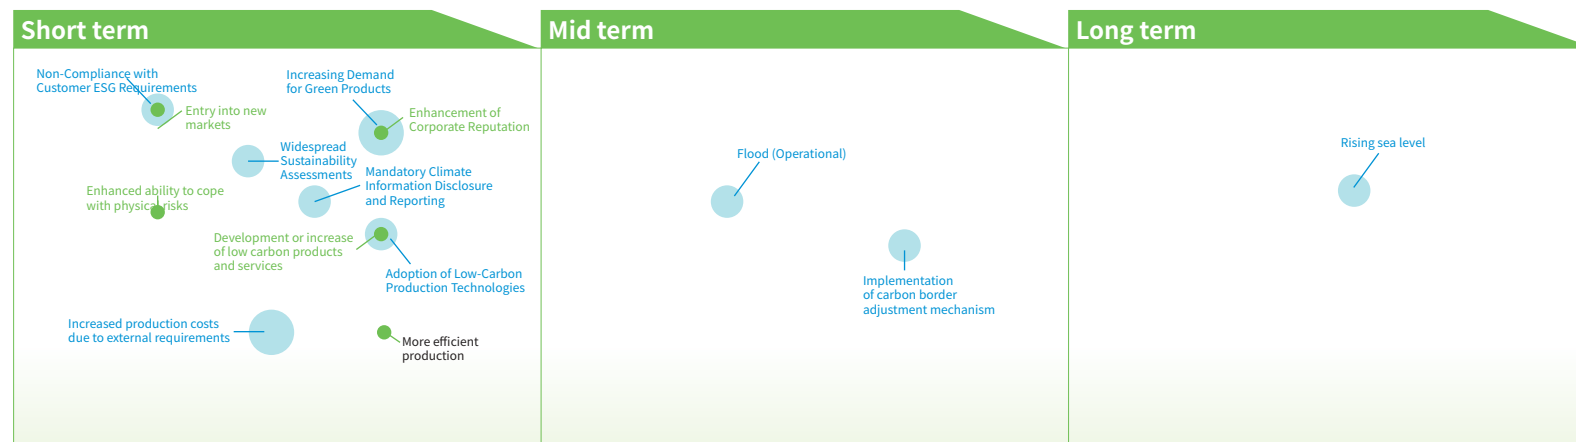 Short term
Mid term
Long term
Non-Compliance with
Customer ESG Requirements
Entry into new
markets
Increasing Demand
for Green Products
Enhancement of
Corporate Reputation
Widespread
Sustainability
Assessments
Mandatory Climate
Information Disclosure
and Reporting
Enhanced ability to cope
with physical risks
Development or increase
of low carbon products
and services
Adoption of Low-Carbon
Production Technologies
Increased production costs
due to external requirements
More efficient
production
Flood (Operational)
Implementation
of carbon border
adjustment mechanism
Rising sea level